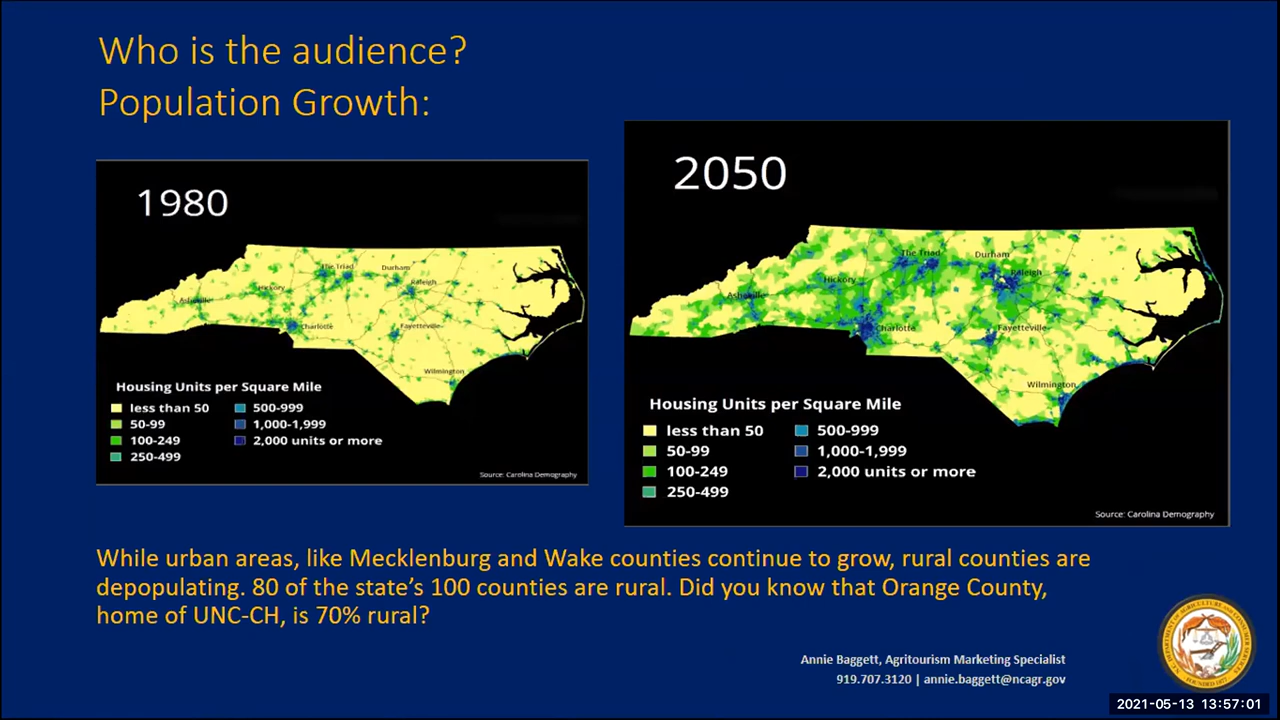 Who is the audience?
Population Growth:
1980
The Triad
Durham
Hickory
Raleigh
Asheville
Charlotte
Fayetteville
Wilmington
Housing Units per Square Mile
less than 50
50-99
100-249
250-499
500-999
1,000-1,999
2,000 units or more
Source: Carolina Demography
2050
The Triad
Durham
Raleigh
Hickory
Asheville
Charlotte
Fayetteville
Wilmington
Housing Units per Square Mile
less than 50
50-99
100-249
250-499
500-999
1,000-1,999
2,000 units or more
Source: Carolina Demography
While urban areas, like Mecklenburg and Wake counties continue to grow, rural counties are
depopulating. 80 of the state's 100 counties are rural. Did you know that Orange County,
home of UNC-CH, is 70% rural?
Annie Baggett, Agritourism Marketing Specialist
919.707.3120 | annie.baggett@ncagr.gov
2021-05-13 13:57:01